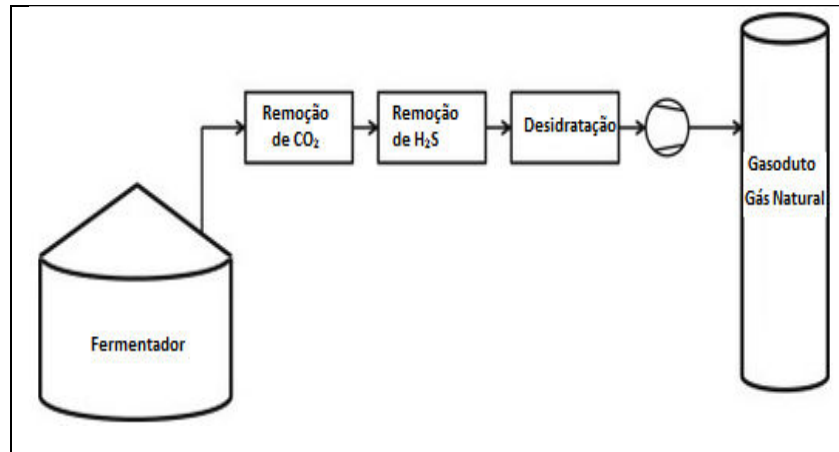 Remoção
de CO₂
Remoção
de H₂S
Desidratação
Gasoduto
Gás Natural
Fermentador